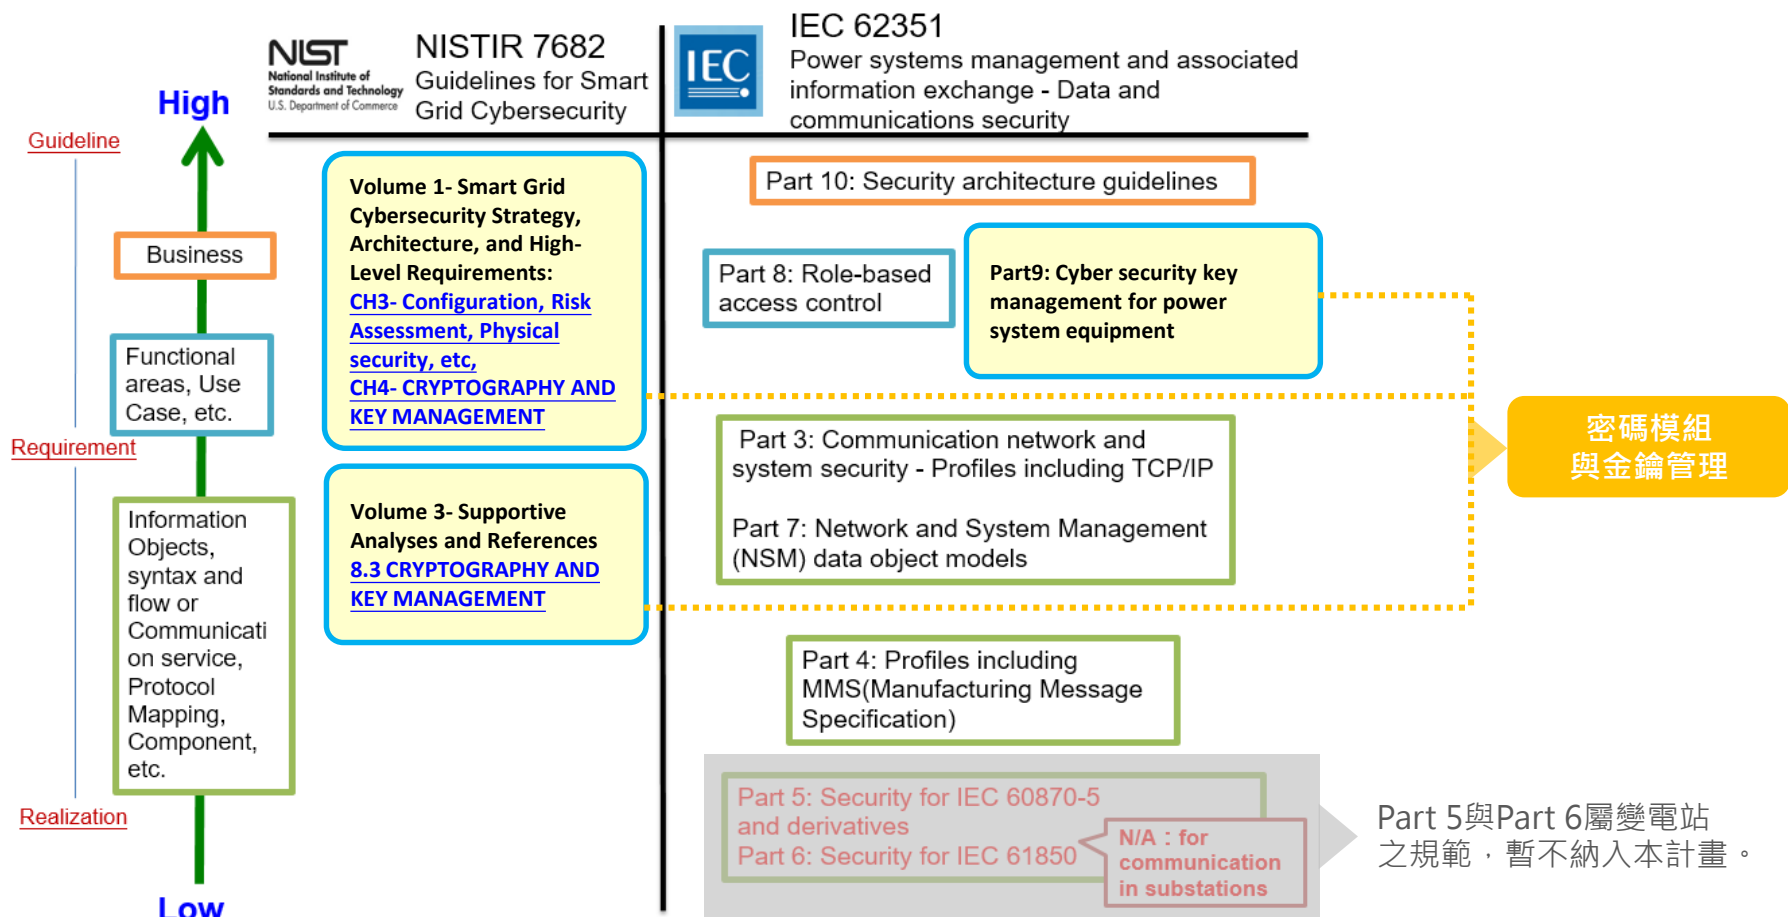 NIST
National Institute of
Standards and Technology
U.S. Department of Commerce
NISTIR 7682
Guidelines for Smart
Grid Cybersecurity
IEC
IEC 62351
Power systems management and associated
information exchange - Data and
communications security
High
Guideline
Business
Functional
areas, Use
Case, etc.
Requirement
Information
Objects,
syntax and
flow or
Communicati
on service,
Protocol
Mapping,
Component,
etc.
Realization
Low
Volume 1- Smart Grid
Cybersecurity Strategy,
Architecture, and High-
Level Requirements:
CH3- Configuration, Risk
Assessment, Physical
security, etc,
CH4- CRYPTOGRAPHY AND
KEY MANAGEMENT
Volume 3- Supportive
Analyses and References
8.3 CRYPTOGRAPHY AND
KEY MANAGEMENT
Part 10: Security architecture guidelines
Part 8: Role-based
access control
Part9: Cyber security key
management for power
system equipment
Part 3: Communication network and
system security - Profiles including TCP/IP
Part 7: Network and System Management
(NSM) data object models
Part 4: Profiles including
MMS(Manufacturing Message
Specification)
Part 5: Security for IEC 60870-5
and derivatives
Part 6: Security for IEC 61850
N/A：for
communication
in substations
密碼模組
與金鑰管理
Part 5與Part 6屬變電站
之規範，暫不納入本計畫。